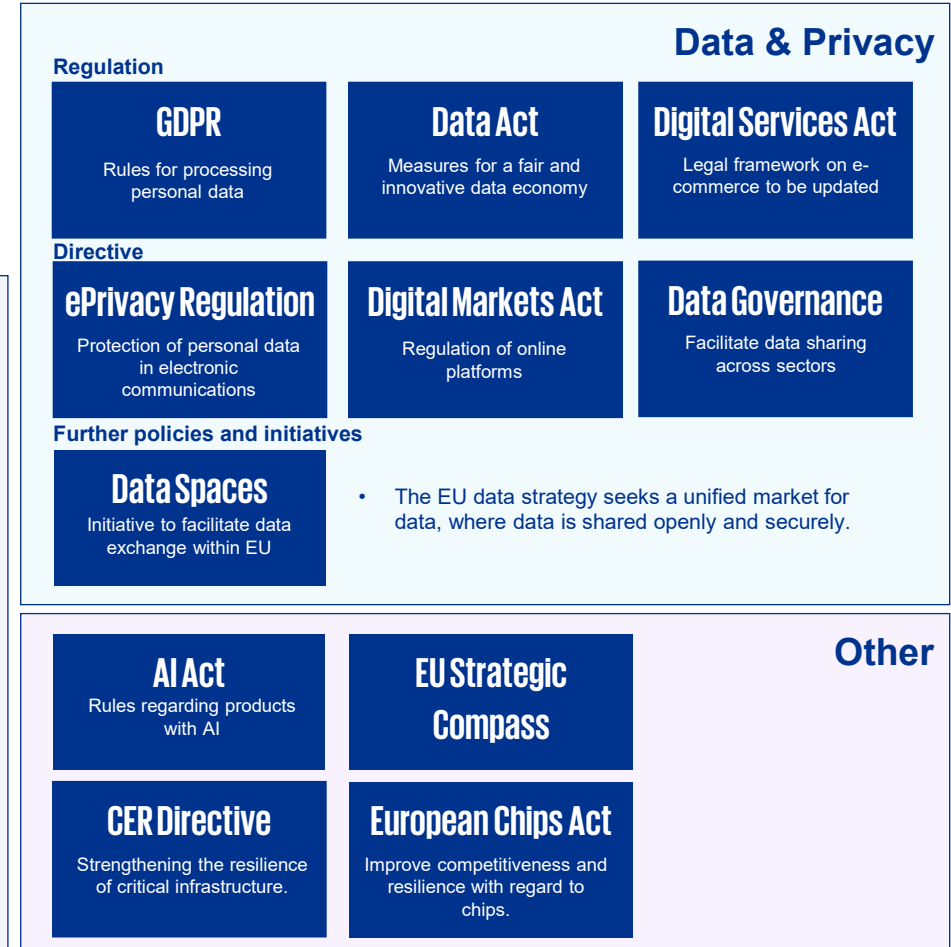 Data & Privacy
Regulation
GDPR
Rules for processing
personal data
Data Act
Measures for a fair and
innovative data economy
Digital Services Act
Legal framework on e-
commerce to be updated
Directive
ePrivacy Regulation
Protection of personal data
in electronic
communications
Digital Markets Act
Regulation of online
platforms
Data Governance
Facilitate data sharing
across sectors
Further policies and initiatives
Data Spaces
Initiative to facilitate data
exchange within EU
• The EU data strategy seeks a unified market for
data, where data is shared openly and securely.
Other
AI Act
Rules regarding products
with AI
EU Strategic
Compass
CER Directive
Strengthening the resilience
of critical infrastructure.
European Chips Act
Improve competitiveness and
resilience with regard to
chips.